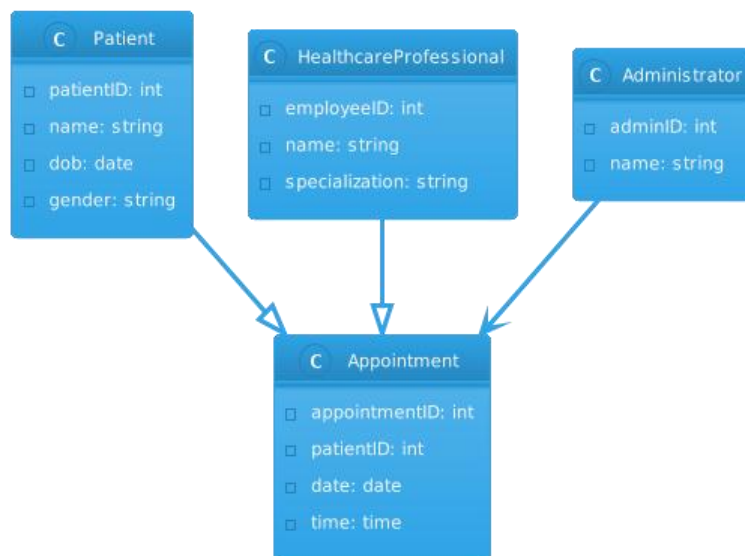 C Patient
patientID: int
name: string
dob: date
gender: string
C HealthcareProfessional
employeeID: int
name: string
specialization: string
C Administrator
adminID: int
name: string
C Appointment
appointmentID: int
patientID: int
date: date
time: time